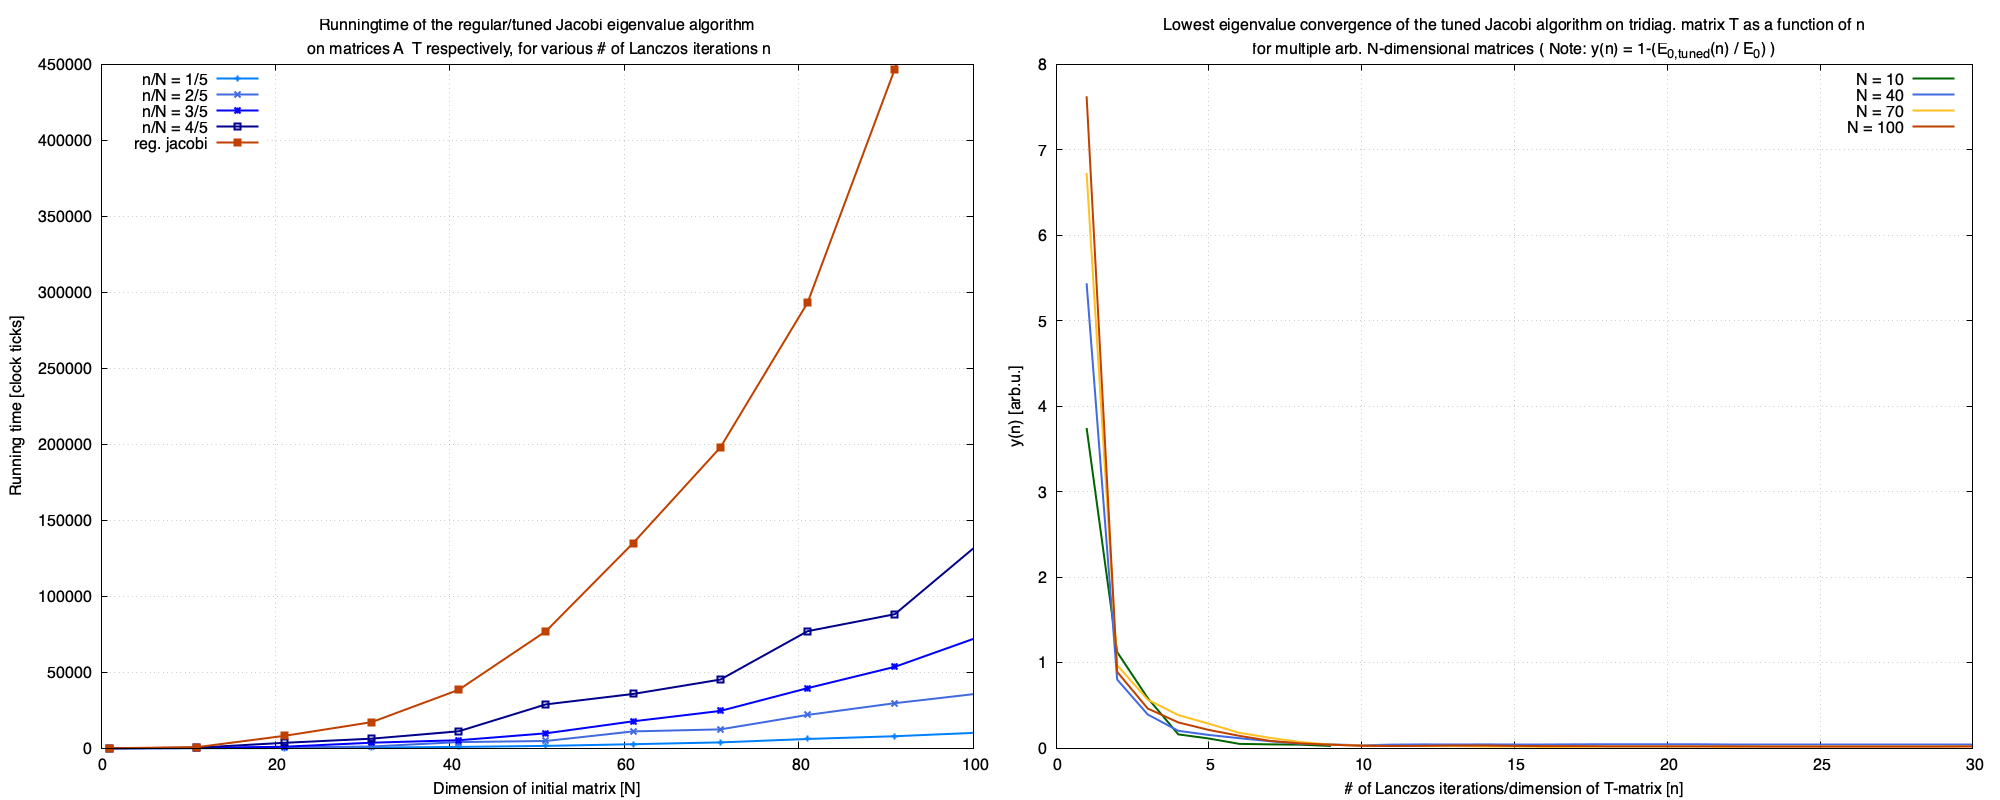 Runningtime of the regular/tuned Jacobi eigenvalue algorithm
on matrices A  T respectively, for various # of Lanczos iterations n
450000
400000
350000
300000
250000
200000
150000
100000
50000
0
Running time [clock ticks]
n/N = 1/5
n/N = 2/5
n/N = 3/5
n/N = 4/5
reg. jacobi
0 20 40 60 80 100
Dimension of initial matrix [N]
Lowest eigenvalue convergence of the tuned Jacobi algorithm on tridiag. matrix T as a function of n
for multiple arb. N-dimensional matrices ( Note: y(n) = 1-(E0,tuned(n) / E0) )
8
7
6
5
4
3
2
1
0
y(n) [arb.u.]
N = 10
N = 40
N = 70
N = 100
0 5 10 15 20 25 30
# of Lanczos iterations/dimension of T-matrix [n]